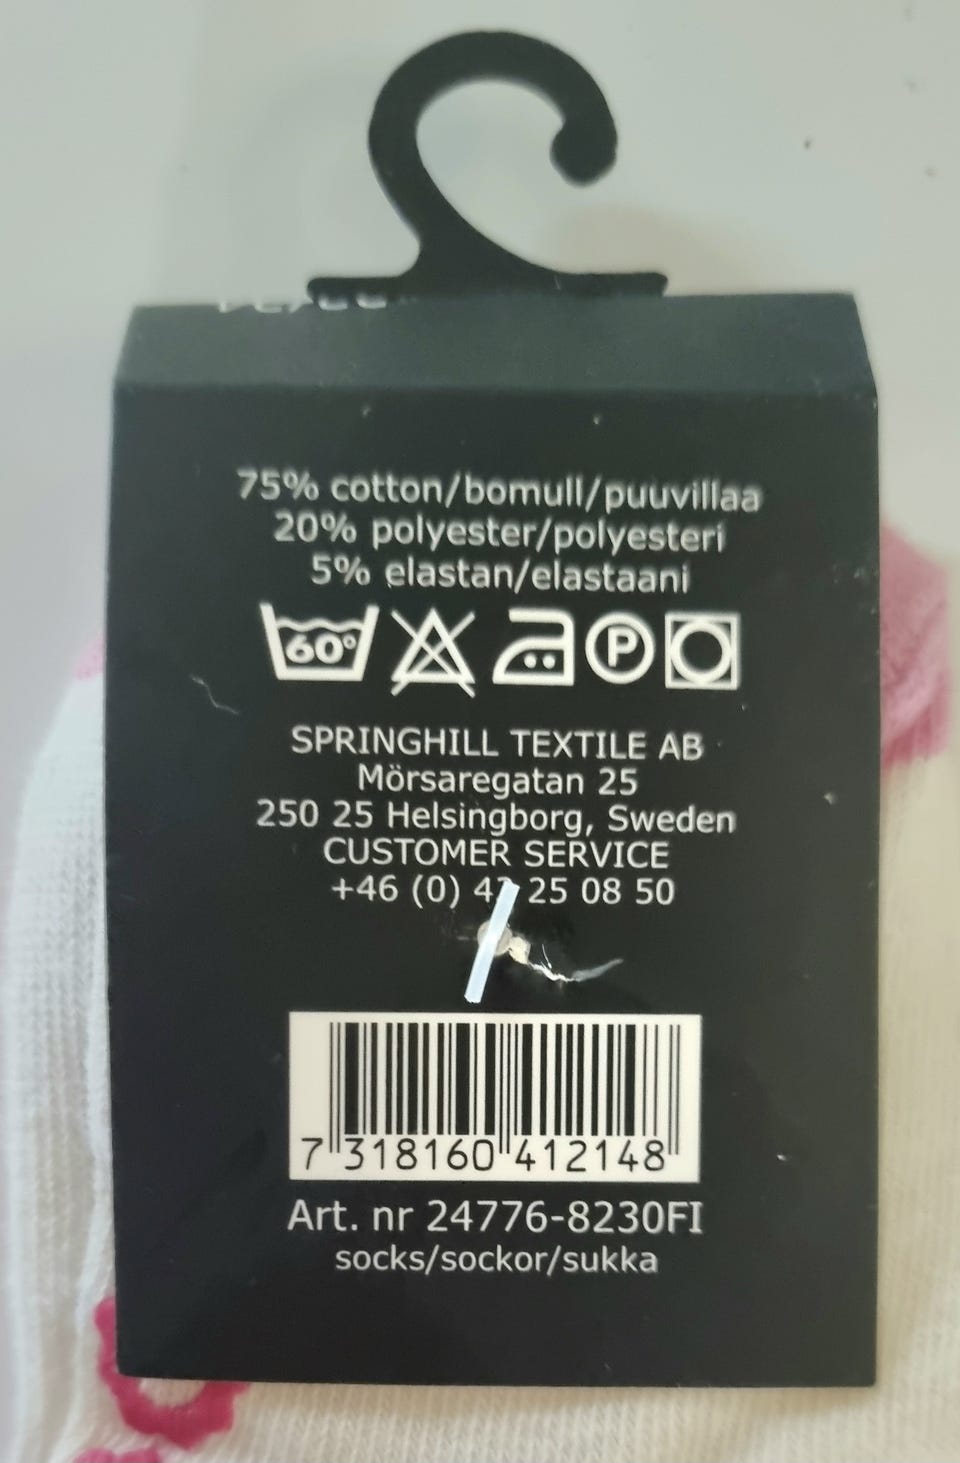 75% cotton/bomull/puuvillaa
20% polyester/polyesteri
5% elastan/elastaani
60°
P
SPRINGHILL TEXTILE AB
Mörsaregatan 25
250 25 Helsingborg, Sweden
CUSTOMER SERVICE
+46 (0) 25 08 50
7 318160 412148
Art. nr 24776-8230FI
socks/sockor/sukka